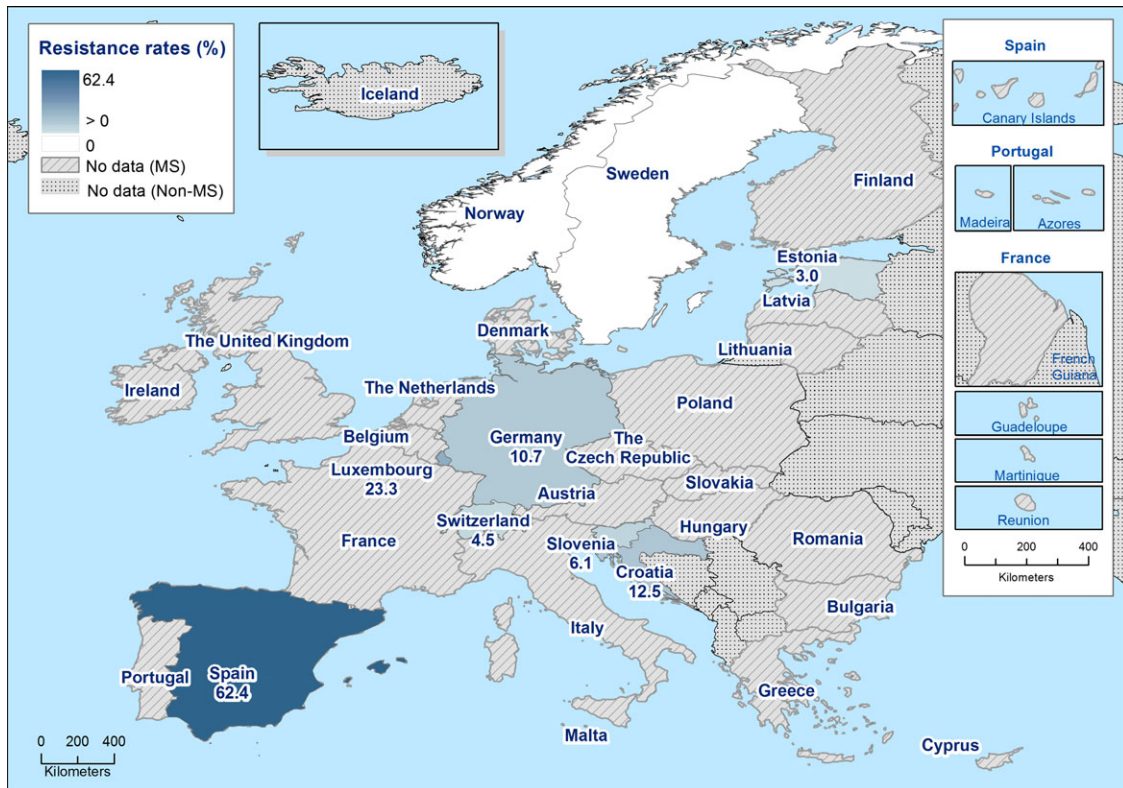 Resistance rates (%)
62.4
> 0
0
No data (MS)
No data (Non-MS)
Iceland
Sweden
Norway
Finland
Estonia
3.0
Latvia
Lithuania
Denmark
The United Kingdom
Ireland
The Netherlands
Poland
Belgium
Germany
10.7
The
Czech Republic
Luxembourg
23.3
Slovakia
Austria
Switzerland
4.5
Hungary
France
Slovenia
6.1
Romania
Croatia
12.5
Bulgaria
Italy
Portugal
Spain
62.4
Greece
Malta
Cyprus
0 200 400
Kilometers
Spain
Canary Islands
Portugal
Madeira
Azores
France
French
Guiana
Guadeloupe
Martinique
Reunion
0 200 400
Kilometers